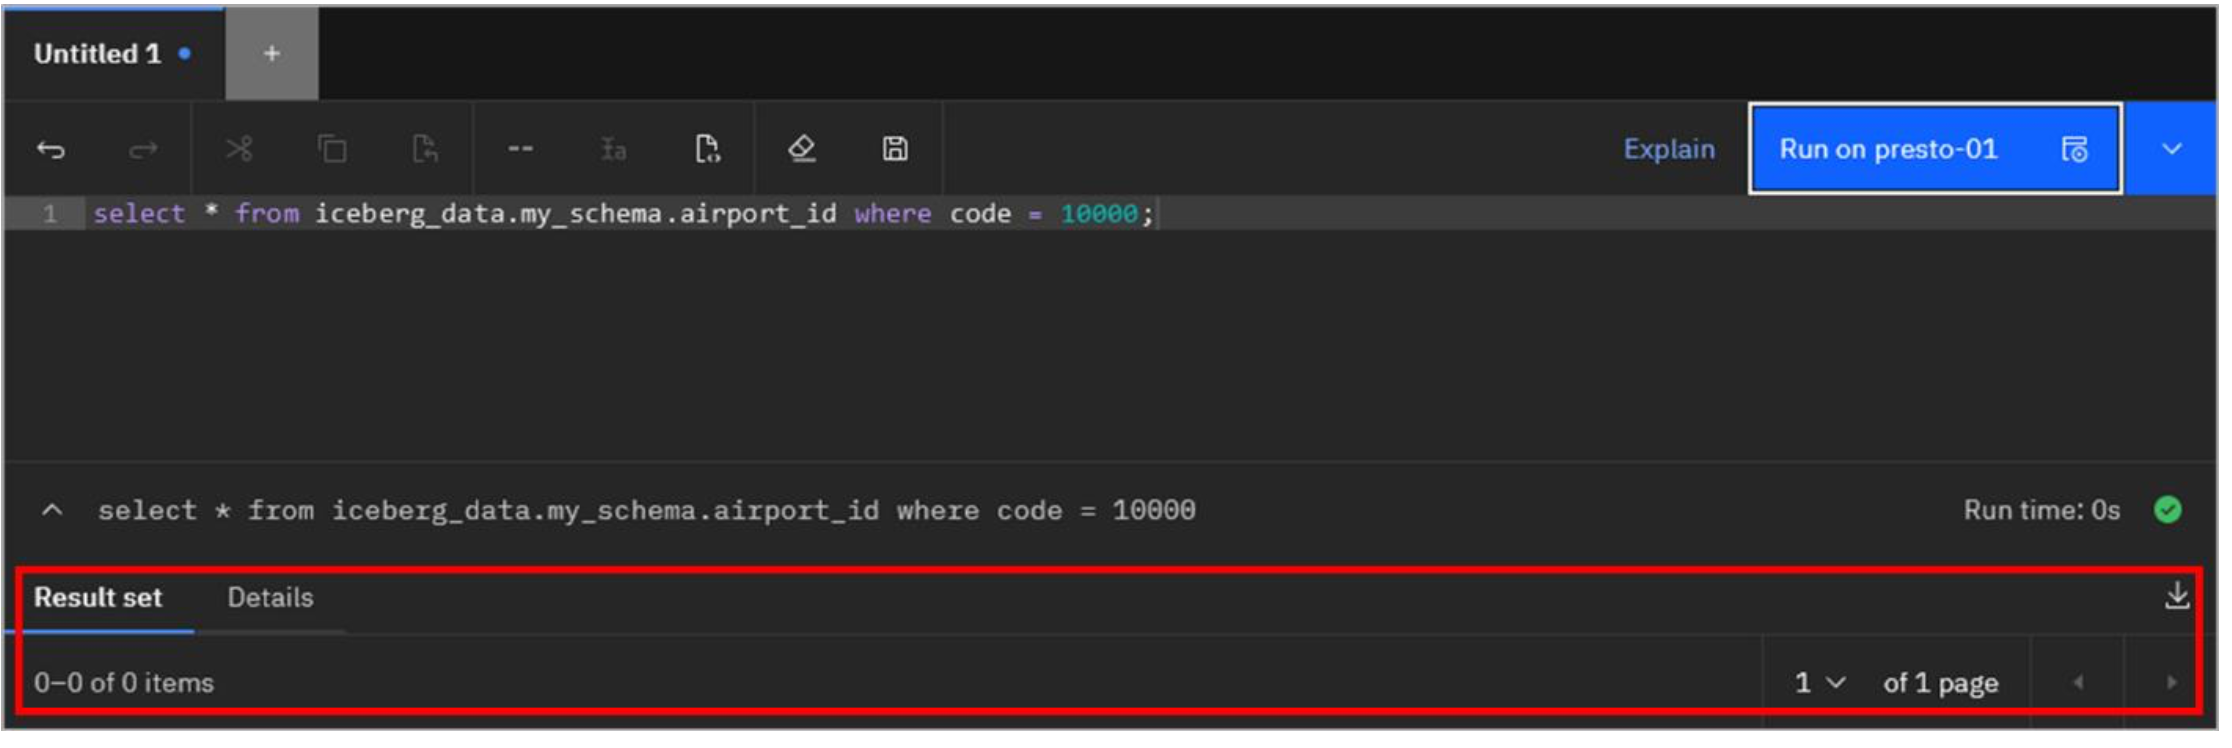 Untitled 1
+
-- Ɪa Explain Run on presto-01
1 select * from iceberg_data.my_schema.airport_id where code = 10000;
select * from iceberg_data.my_schema.airport_id where code = 10000 Run time: 0s
Result set Details
0–0 of 0 items 1 of 1 page